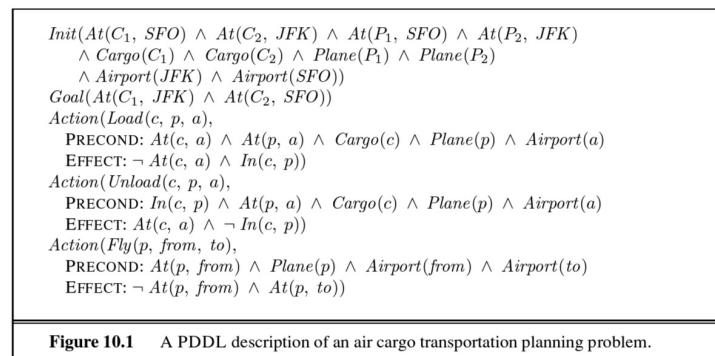 Init(At(C₁, SFO) ∧ At(C₂, JFK) ∧ At(P₁, SFO) ∧ At(P₂, JFK)
∧ Cargo(C₁) ∧ Cargo(C₂) ∧ Plane(P₁) ∧ Plane(P₂)
∧ Airport(JFK) ∧ Airport(SFO))
Goal(At(C₁, JFK) ∧ At(C₂, SFO))
Action(Load(c, p, a),
PRECOND: At(c, a) ∧ At(p, a) ∧ Cargo(c) ∧ Plane(p) ∧ Airport(a)
EFFECT: ¬ At(c, a) ∧ In(c, p))
Action(Unload(c, p, a),
PRECOND: In(c, p) ∧ At(p, a) ∧ Cargo(c) ∧ Plane(p) ∧ Airport(a)
EFFECT: At(c, a) ∧ ¬ In(c, p))
Action(Fly(p, from, to),
PRECOND: At(p, from) ∧ Plane(p) ∧ Airport(from) ∧ Airport(to)
EFFECT: ¬ At(p, from) ∧ At(p, to))
Figure 10.1 A PDDL description of an air cargo transportation planning problem.